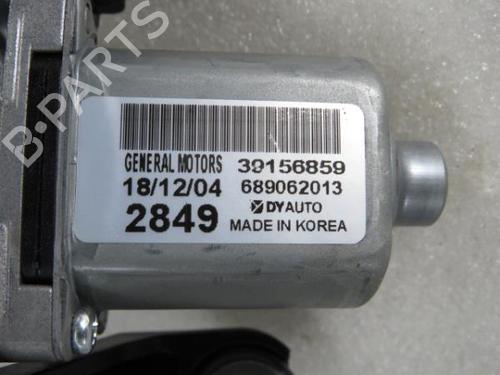 B-PARTS
GENERAL MOTORS 39156859
18/12/04 689062013
2849 DYAUTO
MADE IN KOREA